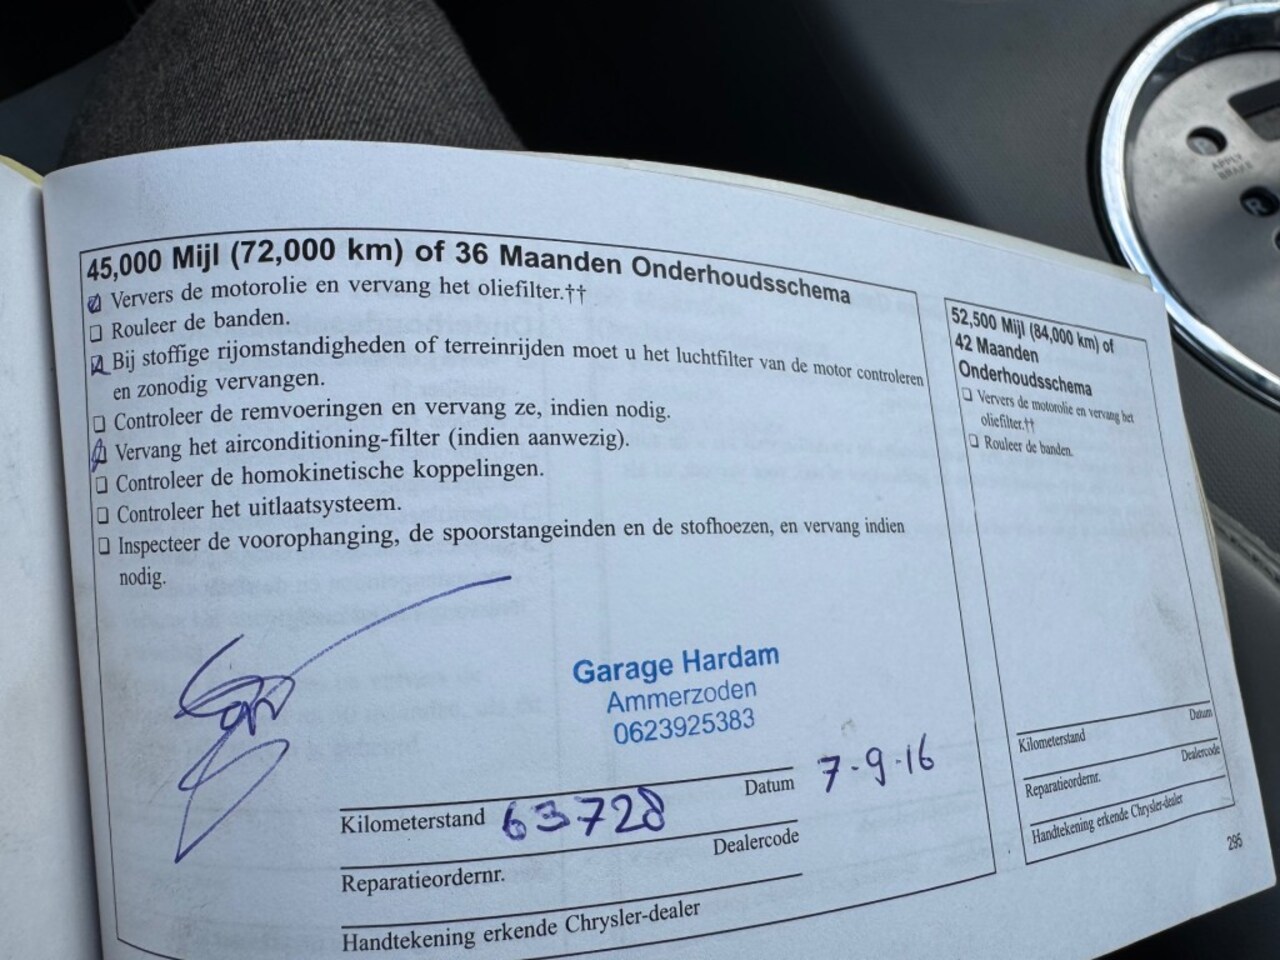 45,000 Mijl (72,000 km) of 36 Maanden Onderhoudsschema
Ververs de motorolie en vervang het oliefilter.††
Rouleer de banden.
Bij stoffige rijomstandigheden of terreinrijden moet u het luchtfilter van de motor controleren
en zonodig vervangen.
Controleer de remvoeringen en vervang ze, indien nodig.
Vervang het airconditioning-filter (indien aanwezig).
Controleer de homokinetische koppelingen.
Controleer het uitlaatsysteem.
Inspecteer de voorophanging, de spoorstangeinden en de stofhoezen, en vervang indien
nodig.
Garage Hardam
Ammerzoden
0623925383
Kilometerstand 63728 Datum 7-9-16
Reparatieordernr. Dealercode
Handtekening erkende Chrysler-dealer
52,500 Mijl (84,000 km) of
42 Maanden
Onderhoudsschema
Ververs de motorolie en vervang het
oliefilter.††
Rouleer de banden.
Kilometerstand Datum
Reparatieordernr. Dealercode
Handtekening erkende Chrysler-dealer
295
APPLY
BRAKE
R